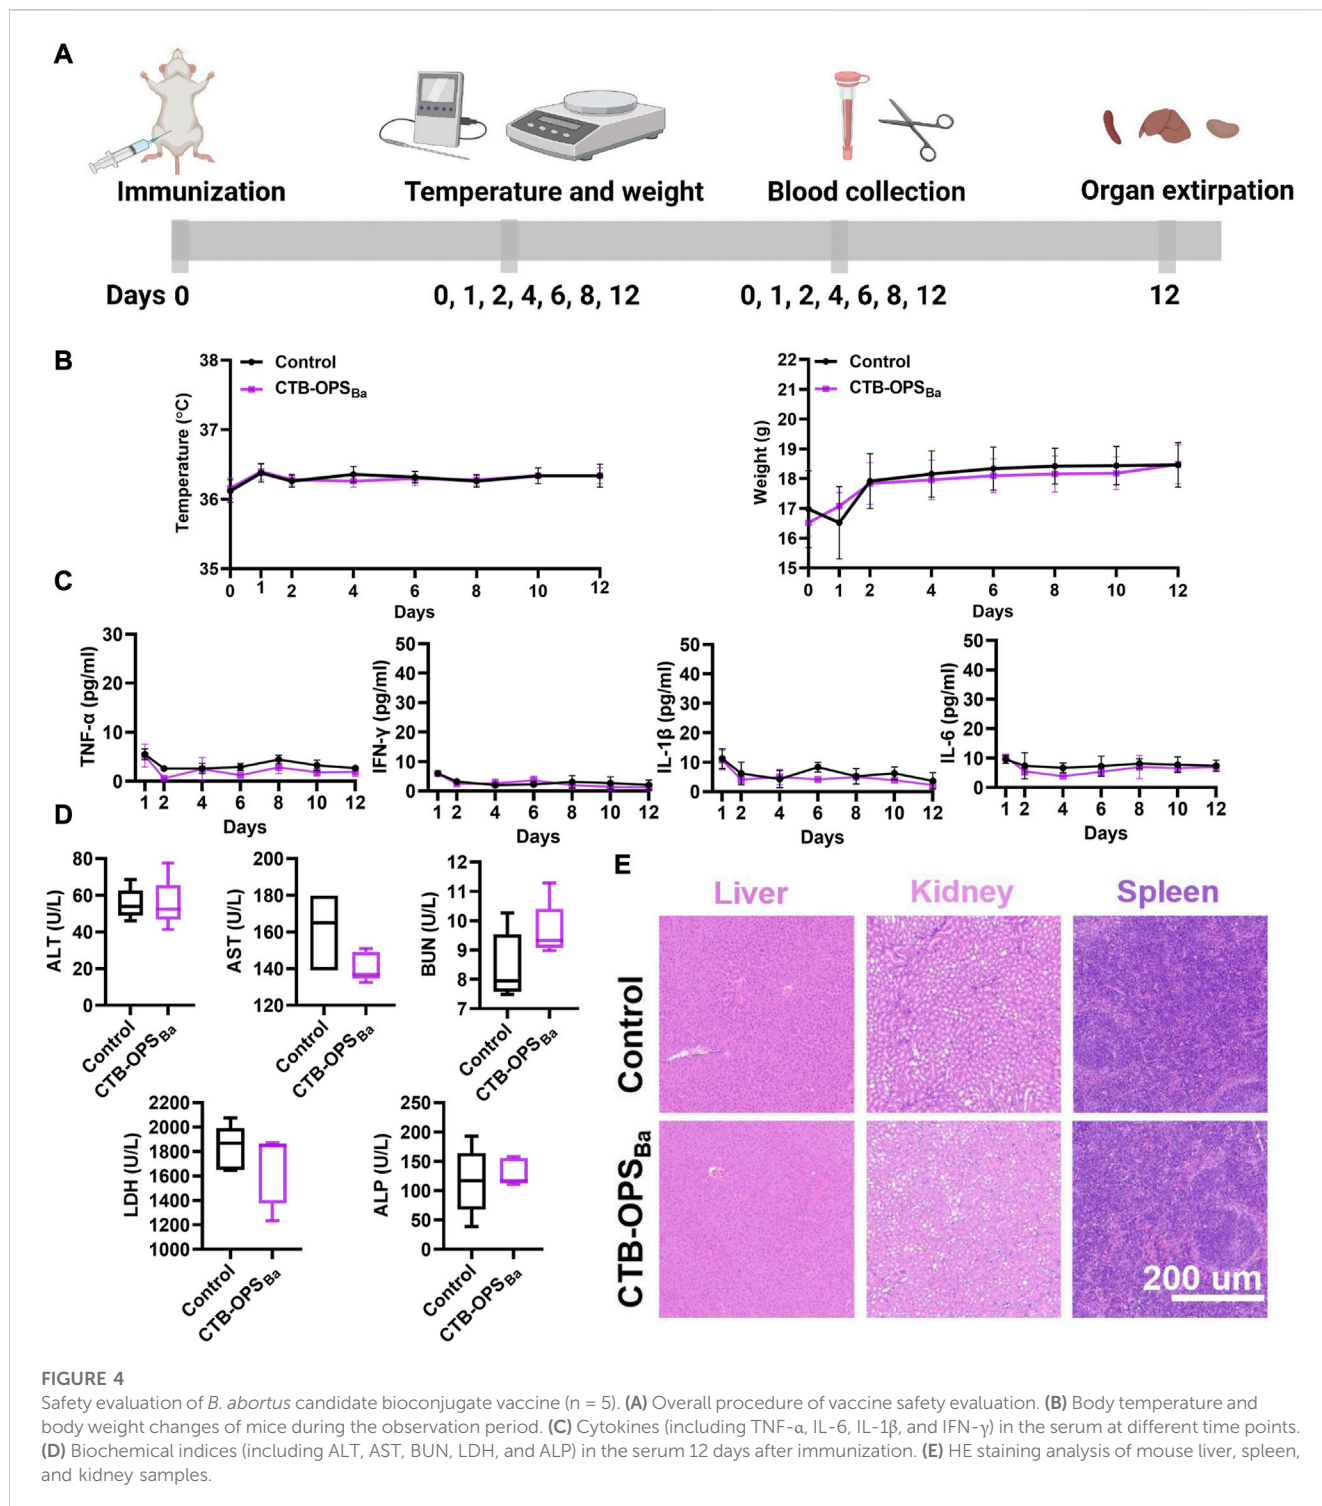 A
Immunization
Temperature and weight
Blood collection
Organ extirpation
Days 0
0, 1, 2, 4, 6, 8, 12
0, 1, 2, 4, 6, 8, 12
12
B
Control
CTB-OPSBa
Temperature (°C)
38
37
36
35
0 1 2 4 6 8 10 12
Days
Control
CTB-OPSBa
Weight (g)
22
21
20
19
18
17
16
15
0 1 2 4 6 8 10 12
Days
C
TNF-α (pg/ml)
30
20
10
0
1 2 4 6 8 10 12
Days
IFN-γ (pg/ml)
50
40
30
20
10
0
1 2 4 6 8 10 12
Days
IL-1β (pg/ml)
50
40
30
20
10
0
1 2 4 6 8 10 12
Days
IL-6 (pg/ml)
50
40
30
20
10
0
1 2 4 6 8 10 12
Days
D
ALT (U/L)
80
60
40
20
0
Control
CTB-OPSBa
AST (U/L)
200
180
160
140
120
Control
CTB-OPSBa
BUN (U/L)
12
11
10
9
8
7
Control
CTB-OPSBa
LDH (U/L)
2200
2000
1800
1600
1400
1200
1000
Control
CTB-OPSBa
ALP (U/L)
250
200
150
100
50
0
Control
CTB-OPSBa
E
Liver
Kidney
Spleen
Control
CTB-OPSBa
200 um
FIGURE 4
Safety evaluation of B. abortus candidate bioconjugate vaccine (n = 5). (A) Overall procedure of vaccine safety evaluation. (B) Body temperature and
body weight changes of mice during the observation period. (C) Cytokines (including TNF-α, IL-6, IL-1β, and IFN-γ) in the serum at different time points.
(D) Biochemical indices (including ALT, AST, BUN, LDH, and ALP) in the serum 12 days after immunization. (E) HE staining analysis of mouse liver, spleen,
and kidney samples.